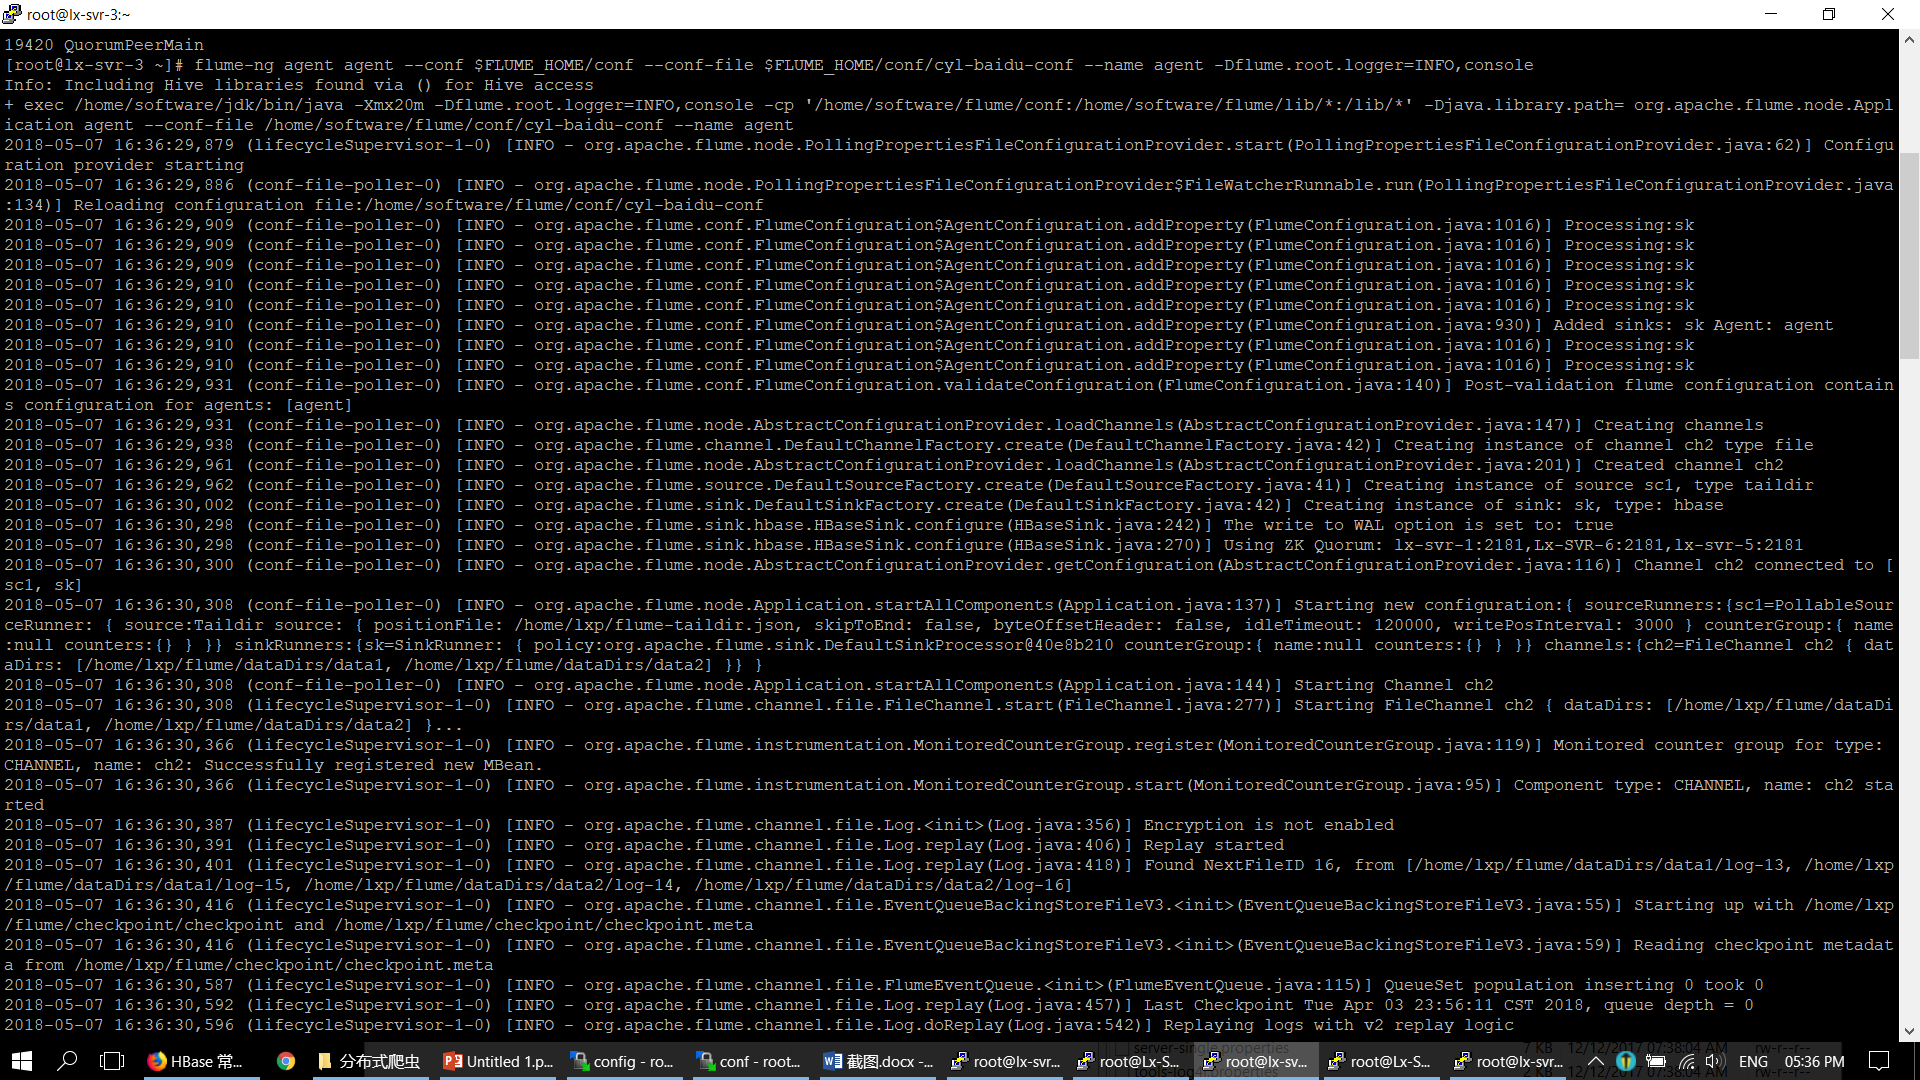 root@lx-svr-3:~
19420 QuorumPeerMain
[root@lx-svr-3 ~]# flume-ng agent agent --conf $FLUME_HOME/conf --conf-file $FLUME_HOME/conf/cyl-baidu-conf --name agent -Dflume.root.logger=INFO,console
Info: Including Hive libraries found via () for Hive access
+ exec /home/software/jdk/bin/java -Xmx20m -Dflume.root.logger=INFO,console -cp '/home/software/flume/conf:/home/software/flume/lib/*:/lib/*' -Djava.library.path= org.apache.flume.node.Appl
ication agent --conf-file /home/software/flume/conf/cyl-baidu-conf --name agent
2018-05-07 16:36:29,879 (lifecycleSupervisor-1-0) [INFO - org.apache.flume.node.PollingPropertiesFileConfigurationProvider.start(PollingPropertiesFileConfigurationProvider.java:62)] Configu
ration provider starting
2018-05-07 16:36:29,886 (conf-file-poller-0) [INFO - org.apache.flume.node.PollingPropertiesFileConfigurationProvider$FileWatcherRunnable.run(PollingPropertiesFileConfigurationProvider.java
:134)] Reloading configuration file:/home/software/flume/conf/cyl-baidu-conf
2018-05-07 16:36:29,909 (conf-file-poller-0) [INFO - org.apache.flume.conf.FlumeConfiguration$AgentConfiguration.addProperty(FlumeConfiguration.java:1016)] Processing:sk
2018-05-07 16:36:29,909 (conf-file-poller-0) [INFO - org.apache.flume.conf.FlumeConfiguration$AgentConfiguration.addProperty(FlumeConfiguration.java:1016)] Processing:sk
2018-05-07 16:36:29,909 (conf-file-poller-0) [INFO - org.apache.flume.conf.FlumeConfiguration$AgentConfiguration.addProperty(FlumeConfiguration.java:1016)] Processing:sk
2018-05-07 16:36:29,910 (conf-file-poller-0) [INFO - org.apache.flume.conf.FlumeConfiguration$AgentConfiguration.addProperty(FlumeConfiguration.java:1016)] Processing:sk
2018-05-07 16:36:29,910 (conf-file-poller-0) [INFO - org.apache.flume.conf.FlumeConfiguration$AgentConfiguration.addProperty(FlumeConfiguration.java:1016)] Processing:sk
2018-05-07 16:36:29,910 (conf-file-poller-0) [INFO - org.apache.flume.conf.FlumeConfiguration$AgentConfiguration.addProperty(FlumeConfiguration.java:930)] Added sinks: sk Agent: agent
2018-05-07 16:36:29,910 (conf-file-poller-0) [INFO - org.apache.flume.conf.FlumeConfiguration$AgentConfiguration.addProperty(FlumeConfiguration.java:1016)] Processing:sk
2018-05-07 16:36:29,910 (conf-file-poller-0) [INFO - org.apache.flume.conf.FlumeConfiguration$AgentConfiguration.addProperty(FlumeConfiguration.java:1016)] Processing:sk
2018-05-07 16:36:29,931 (conf-file-poller-0) [INFO - org.apache.flume.conf.FlumeConfiguration.validateConfiguration(FlumeConfiguration.java:140)] Post-validation flume configuration contain
s configuration for agents: [agent]
2018-05-07 16:36:29,931 (conf-file-poller-0) [INFO - org.apache.flume.node.AbstractConfigurationProvider.loadChannels(AbstractConfigurationProvider.java:147)] Creating channels
2018-05-07 16:36:29,938 (conf-file-poller-0) [INFO - org.apache.flume.channel.DefaultChannelFactory.create(DefaultChannelFactory.java:42)] Creating instance of channel ch2 type file
2018-05-07 16:36:29,961 (conf-file-poller-0) [INFO - org.apache.flume.node.AbstractConfigurationProvider.loadChannels(AbstractConfigurationProvider.java:201)] Created channel ch2
2018-05-07 16:36:29,962 (conf-file-poller-0) [INFO - org.apache.flume.source.DefaultSourceFactory.create(DefaultSourceFactory.java:41)] Creating instance of source sc1, type taildir
2018-05-07 16:36:30,002 (conf-file-poller-0) [INFO - org.apache.flume.sink.DefaultSinkFactory.create(DefaultSinkFactory.java:42)] Creating instance of sink: sk, type: hbase
2018-05-07 16:36:30,298 (conf-file-poller-0) [INFO - org.apache.flume.sink.hbase.HBaseSink.configure(HBaseSink.java:242)] The write to WAL option is set to: true
2018-05-07 16:36:30,298 (conf-file-poller-0) [INFO - org.apache.flume.sink.hbase.HBaseSink.configure(HBaseSink.java:270)] Using ZK Quorum: lx-svr-1:2181,Lx-SVR-6:2181,lx-svr-5:2181
2018-05-07 16:36:30,300 (conf-file-poller-0) [INFO - org.apache.flume.node.AbstractConfigurationProvider.getConfiguration(AbstractConfigurationProvider.java:116)] Channel ch2 connected to [
sc1, sk]
2018-05-07 16:36:30,308 (conf-file-poller-0) [INFO - org.apache.flume.node.Application.startAllComponents(Application.java:137)] Starting new configuration:{ sourceRunners:{sc1=PollableSour
ceRunner: { source:Taildir source: { positionFile: /home/lxp/flume-taildir.json, skipToEnd: false, byteOffsetHeader: false, idleTimeout: 120000, writePosInterval: 3000 } counterGroup:{ name
:null counters:{} } }} sinkRunners:{sk=SinkRunner: { policy:org.apache.flume.sink.DefaultSinkProcessor@40e8b210 counterGroup:{ name:null counters:{} } }} channels:{ch2=FileChannel ch2 { dat
aDirs: [/home/lxp/flume/dataDirs/data1, /home/lxp/flume/dataDirs/data2] }} }
2018-05-07 16:36:30,308 (conf-file-poller-0) [INFO - org.apache.flume.node.Application.startAllComponents(Application.java:144)] Starting Channel ch2
2018-05-07 16:36:30,308 (lifecycleSupervisor-1-0) [INFO - org.apache.flume.channel.file.FileChannel.start(FileChannel.java:277)] Starting FileChannel ch2 { dataDirs: [/home/lxp/flume/dataDi
rs/data1, /home/lxp/flume/dataDirs/data2] }...
2018-05-07 16:36:30,366 (lifecycleSupervisor-1-0) [INFO - org.apache.flume.instrumentation.MonitoredCounterGroup.register(MonitoredCounterGroup.java:119)] Monitored counter group for type:
CHANNEL, name: ch2: Successfully registered new MBean.
2018-05-07 16:36:30,366 (lifecycleSupervisor-1-0) [INFO - org.apache.flume.instrumentation.MonitoredCounterGroup.start(MonitoredCounterGroup.java:95)] Component type: CHANNEL, name: ch2 sta
rted
2018-05-07 16:36:30,387 (lifecycleSupervisor-1-0) [INFO - org.apache.flume.channel.file.Log.<init>(Log.java:356)] Encryption is not enabled
2018-05-07 16:36:30,391 (lifecycleSupervisor-1-0) [INFO - org.apache.flume.channel.file.Log.replay(Log.java:406)] Replay started
2018-05-07 16:36:30,401 (lifecycleSupervisor-1-0) [INFO - org.apache.flume.channel.file.Log.replay(Log.java:418)] Found NextFileID 16, from [/home/lxp/flume/dataDirs/data1/log-13, /home/lxp
/flume/dataDirs/data1/log-15, /home/lxp/flume/dataDirs/data2/log-14, /home/lxp/flume/dataDirs/data2/log-16]
2018-05-07 16:36:30,416 (lifecycleSupervisor-1-0) [INFO - org.apache.flume.channel.file.EventQueueBackingStoreFileV3.<init>(EventQueueBackingStoreFileV3.java:55)] Starting up with /home/lxp
/flume/checkpoint/checkpoint and /home/lxp/flume/checkpoint/checkpoint.meta
2018-05-07 16:36:30,416 (lifecycleSupervisor-1-0) [INFO - org.apache.flume.channel.file.EventQueueBackingStoreFileV3.<init>(EventQueueBackingStoreFileV3.java:59)] Reading checkpoint metadat
a from /home/lxp/flume/checkpoint/checkpoint.meta
2018-05-07 16:36:30,587 (lifecycleSupervisor-1-0) [INFO - org.apache.flume.channel.file.FlumeEventQueue.<init>(FlumeEventQueue.java:115)] QueueSet population inserting 0 took 0
2018-05-07 16:36:30,592 (lifecycleSupervisor-1-0) [INFO - org.apache.flume.channel.file.Log.replay(Log.java:457)] Last Checkpoint Tue Apr 03 23:56:11 CST 2018, queue depth = 0
2018-05-07 16:36:30,596 (lifecycleSupervisor-1-0) [INFO - org.apache.flume.channel.file.Log.doReplay(Log.java:542)] Replaying logs with v2 replay logic
HBase 常... 分布式爬虫 Untitled 1.p... config - ro... conf - root... 截图.docx -... root@lx-svr... root@Lx-S... root@lx-sv... root@Lx-S... root@lx-svr... ENG 05:36 PM